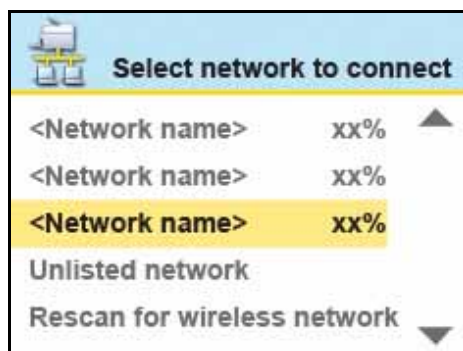 Select network to connect
<Network name> xx%
<Network name> xx%
<Network name> xx%
Unlisted network
Rescan for wireless network